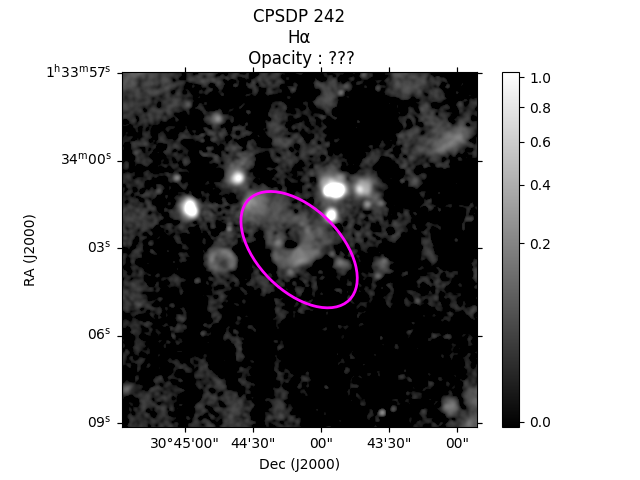 CPSDP 242
Hα
Opacity : ???
1ʰ33ᵐ57ˢ
34ᵐ00ˢ
03ˢ
06ˢ
09ˢ
RA (J2000)
30°45'00" 44'30" 00" 43'30" 00"
Dec (J2000)
1.0
0.8
0.6
0.4
0.2
0.0